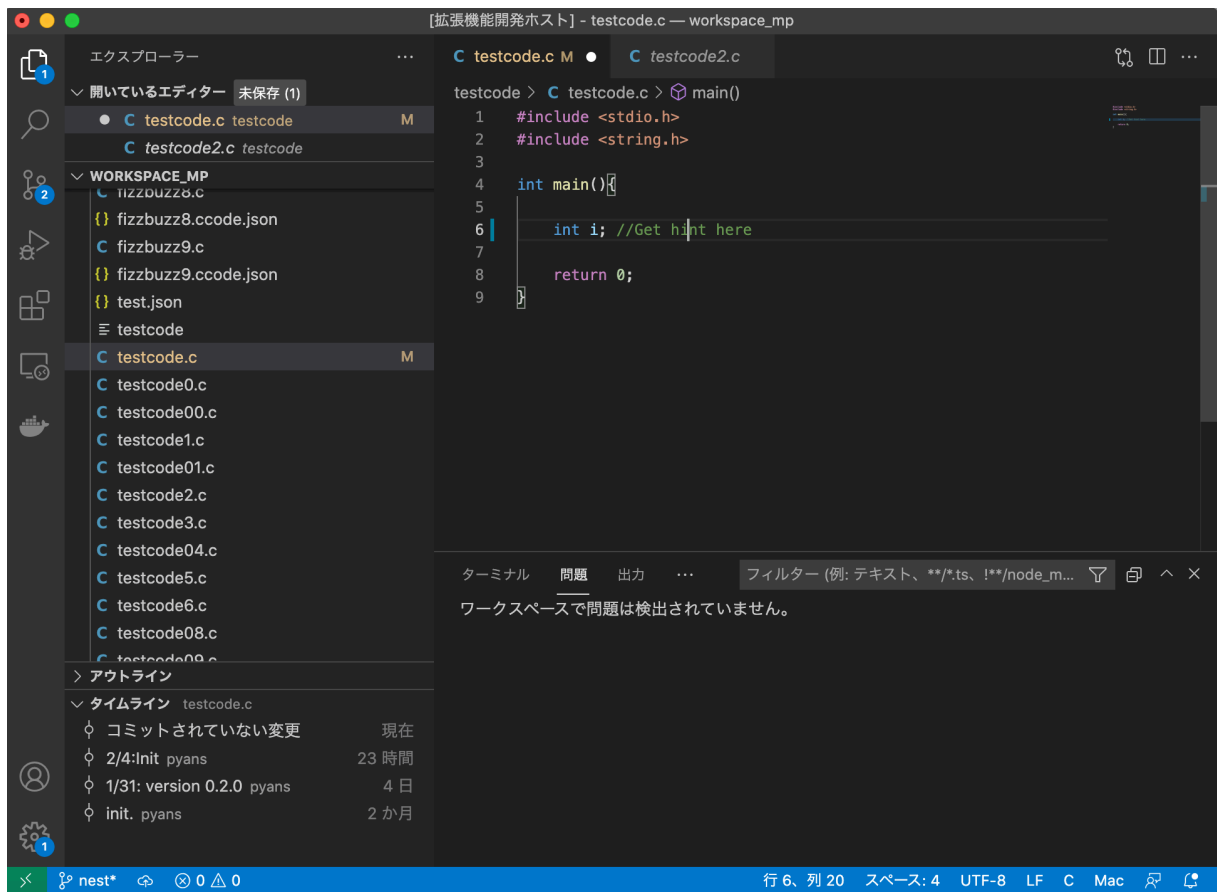 [拡張機能開発ホスト] - testcode.c — workspace_mp
エクスプローラー
開いているエディター 未保存 (1)
testcode.c testcode M
testcode2.c testcode
WORKSPACE_MP
fizzbuzz8.c
fizzbuzz8.ccode.json
fizzbuzz9.c
fizzbuzz9.ccode.json
test.json
testcode
testcode.c M
testcode0.c
testcode00.c
testcode1.c
testcode01.c
testcode2.c
testcode3.c
testcode04.c
testcode5.c
testcode6.c
testcode08.c
testcode09.c
アウトライン
タイムライン testcode.c
コミットされていない変更 現在
2/4:Init pyans 23 時間
1/31: version 0.2.0 pyans 4 日
init. pyans 2 か月
C testcode.c M C testcode2.c
testcode > C testcode.c > main()
1 #include <stdio.h>
2 #include <string.h>
3
4 int main(){
5
6 int i; //Get hint here
7
8 return 0;
9 }
ターミナル 問題 出力 ··· フィルター (例: テキスト、**/*.ts、!**/node_m...
ワークスペースで問題は検出されていません。
nest* 0 0 行 6、列 20 スペース: 4 UTF-8 LF C Mac